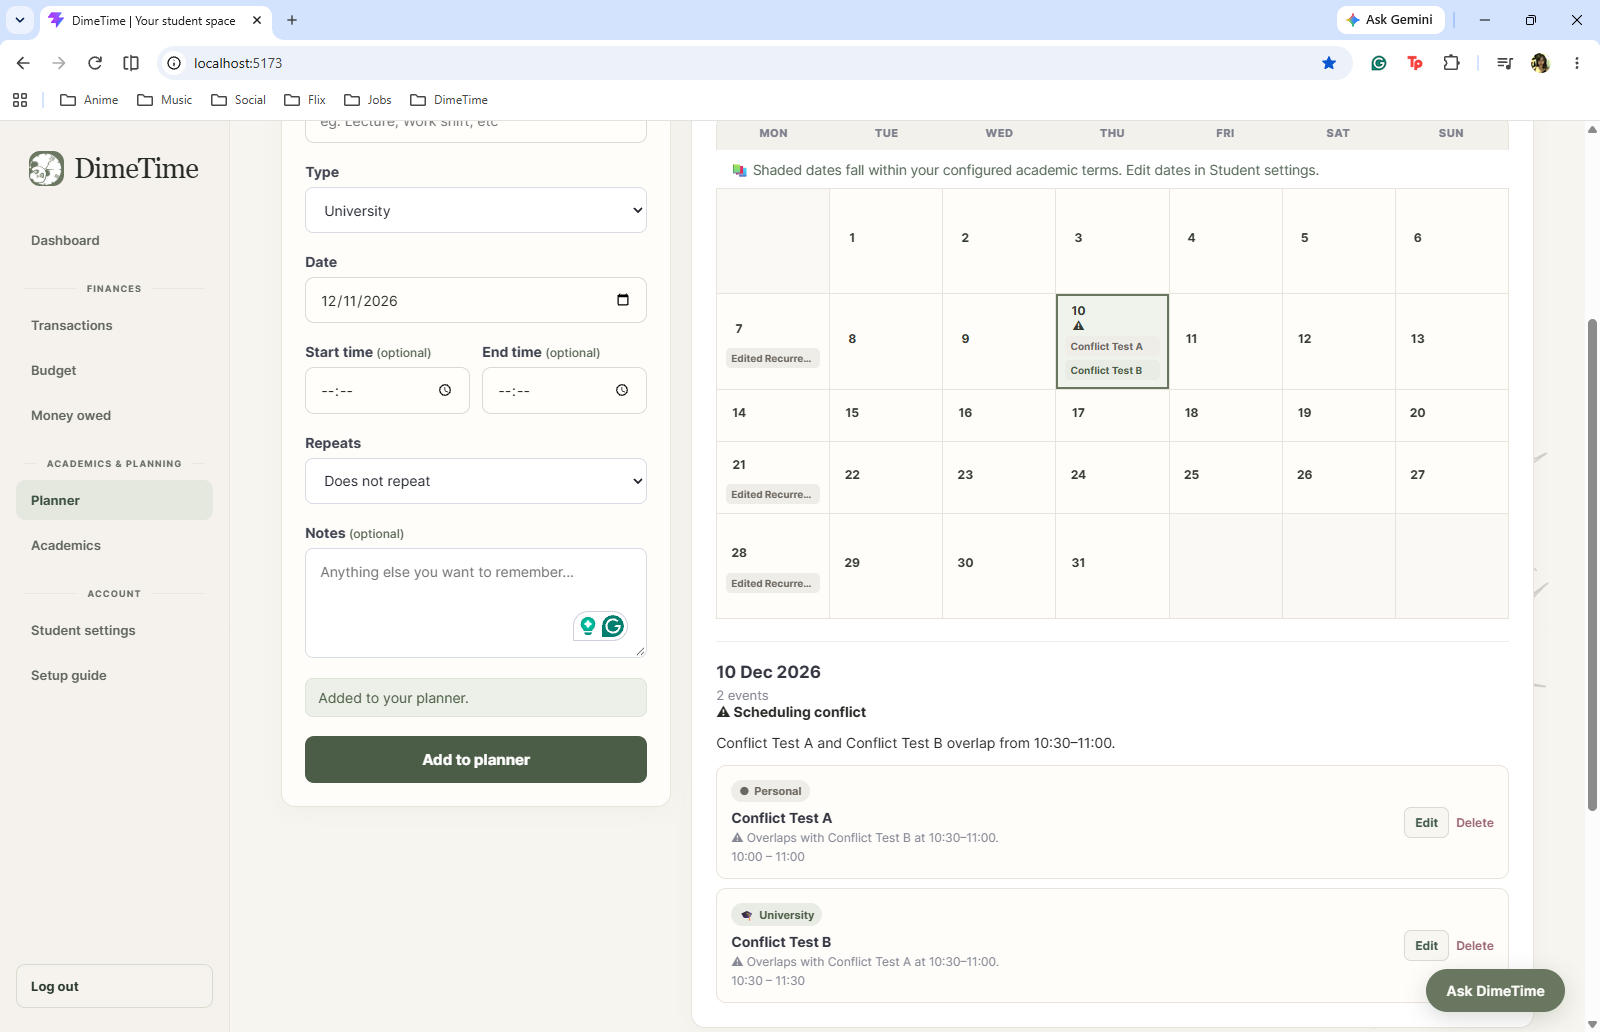 DimeTime | Your student space
Ask Gemini
localhost:5173
Anime
Music
Social
Flix
Jobs
DimeTime
DimeTime
Dashboard
FINANCES
Transactions
Budget
Money owed
ACADEMICS & PLANNING
Planner
Academics
ACCOUNT
Student settings
Setup guide
Log out
eg. Lecture, Work shift, etc
Type
University
Date
12/11/2026
Start time (optional)
End time (optional)
--:--
--:--
Repeats
Does not repeat
Notes (optional)
Anything else you want to remember...
Added to your planner.
Add to planner
MON TUE WED THU FRI SAT SUN
Shaded dates fall within your configured academic terms. Edit dates in Student settings.
1 2 3 4 5 6
7 8 9 10 11 12 13
Edited Recurre...
⚠
Conflict Test A
Conflict Test B
14 15 16 17 18 19 20
21 22 23 24 25 26 27
Edited Recurre...
28 29 30 31
Edited Recurre...
10 Dec 2026
2 events
⚠ Scheduling conflict
Conflict Test A and Conflict Test B overlap from 10:30–11:00.
Personal
Conflict Test A
⚠ Overlaps with Conflict Test B at 10:30–11:00.
10:00 – 11:00
Edit Delete
University
Conflict Test B
⚠ Overlaps with Conflict Test A at 10:30–11:00.
10:30 – 11:30
Edit Delete
Ask DimeTime